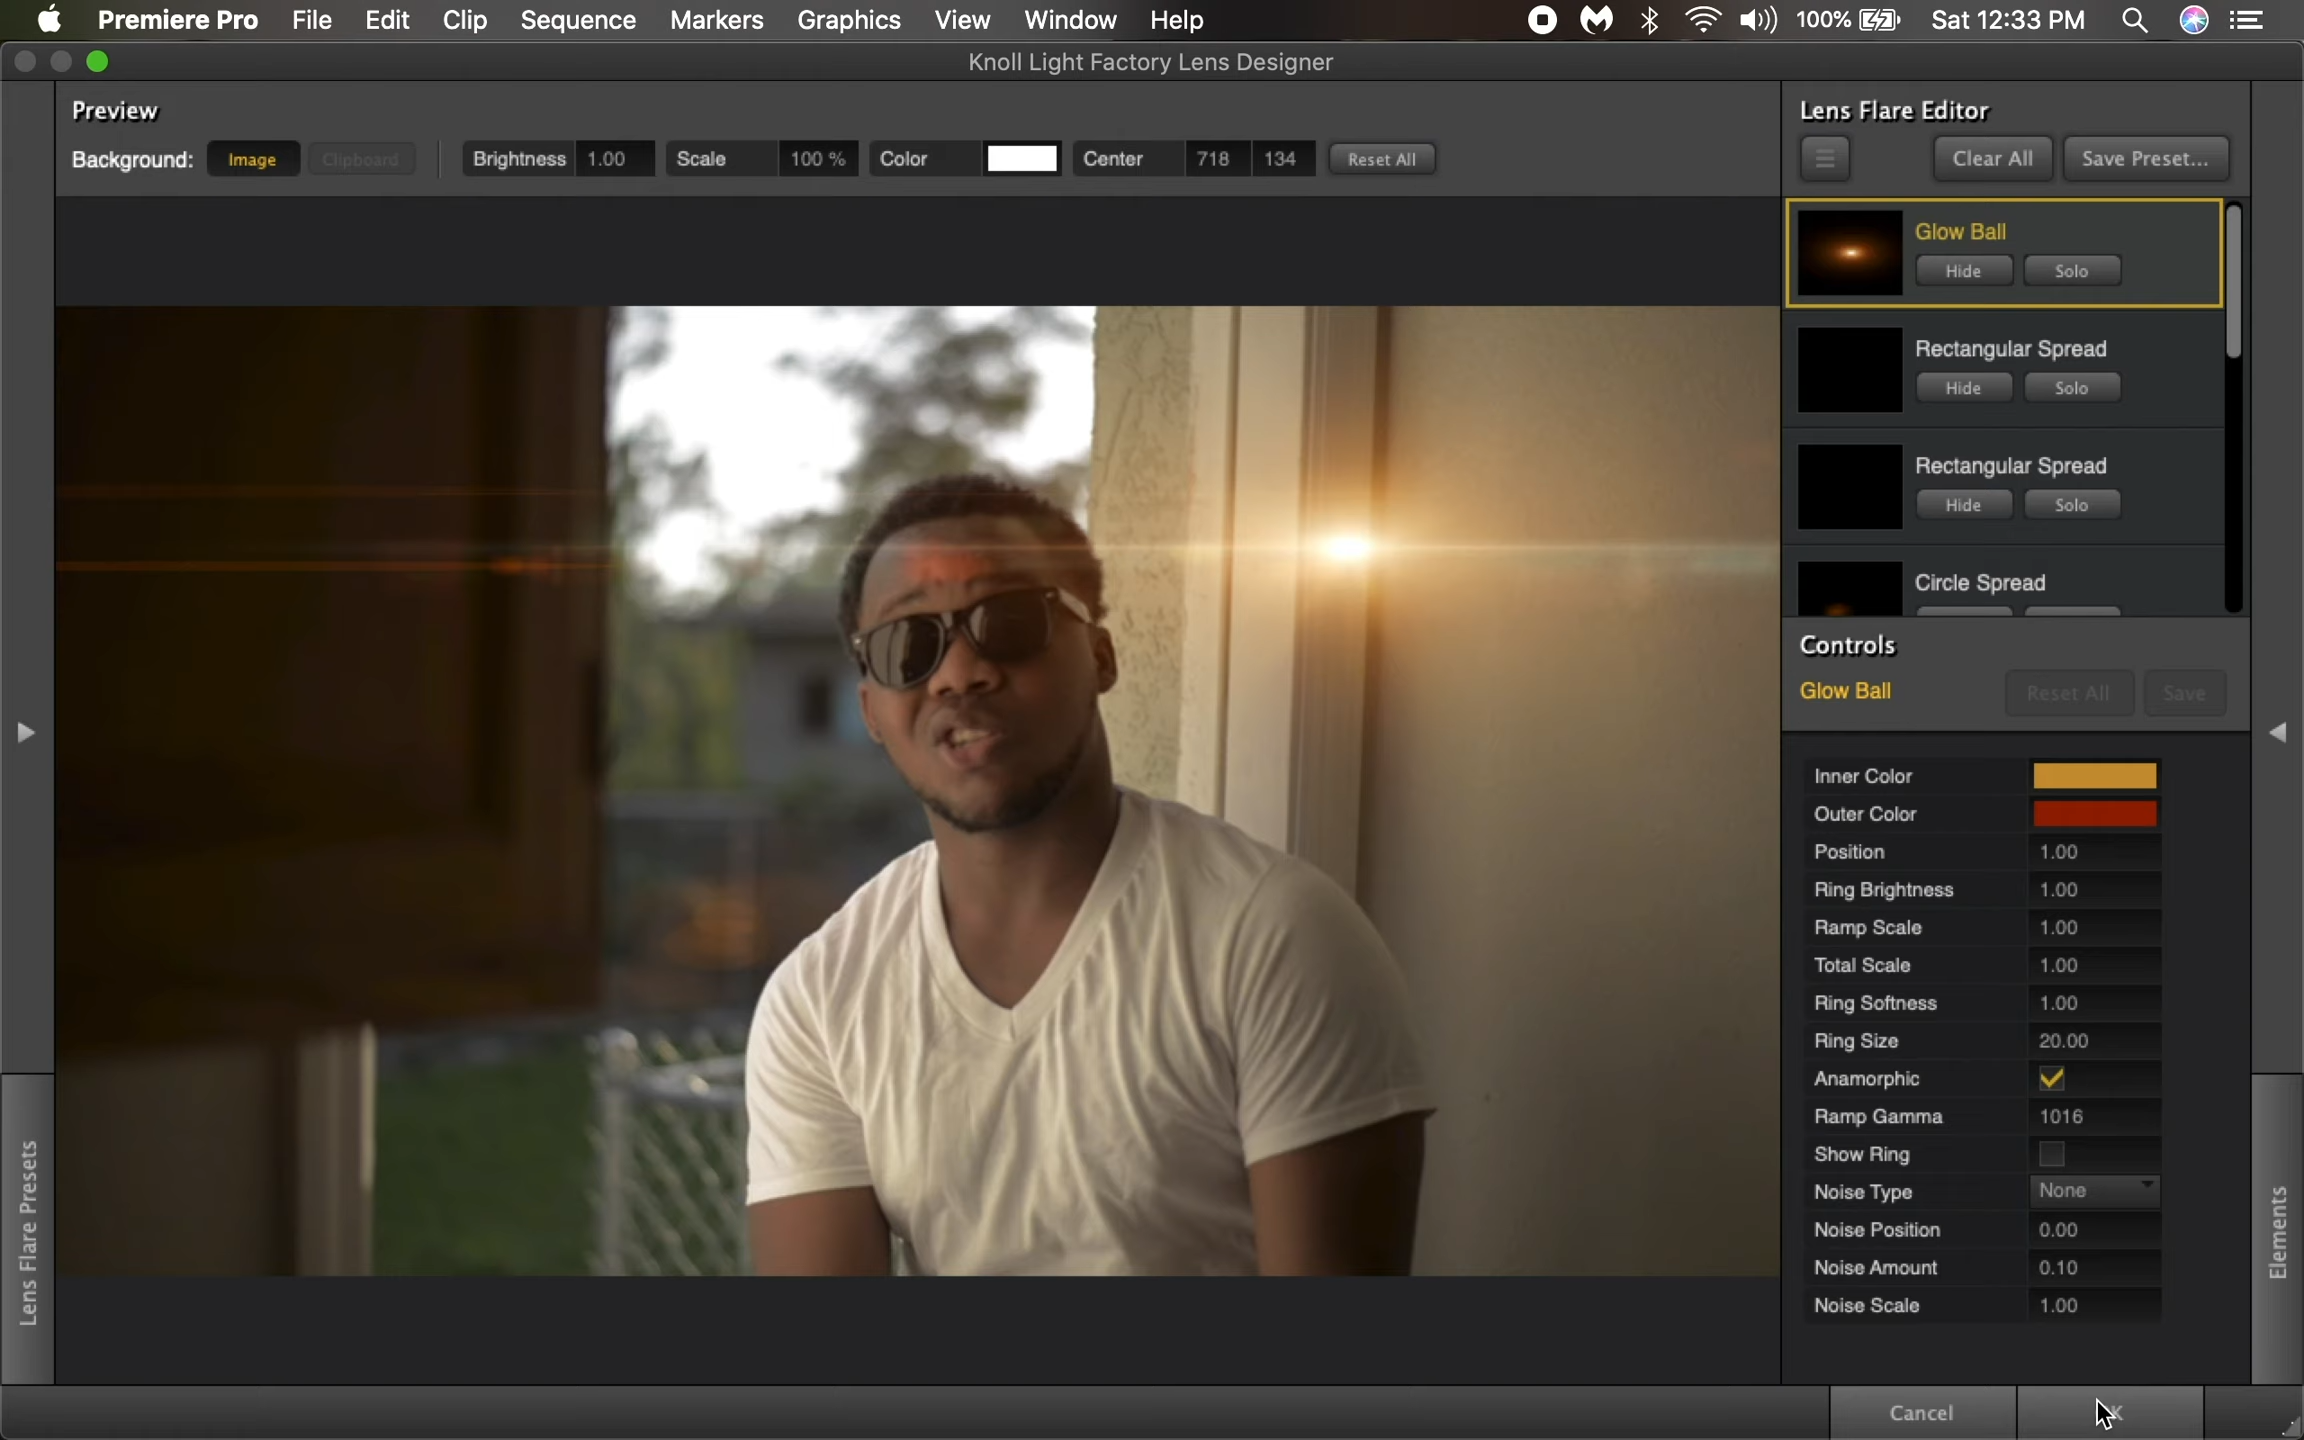 Premiere Pro File Edit Clip Sequence Markers Graphics View Window Help 100% Sat 12:33 PM
Knoll Light Factory Lens Designer
Preview
Background: Image Clipboard Brightness 1.00 Scale 100 % Color Center 718 134 Reset All
Lens Flare Editor
Clear All Save Preset...
Glow Ball
Hide Solo
Rectangular Spread
Hide Solo
Rectangular Spread
Hide Solo
Circle Spread
Controls
Glow Ball Reset All Save
Inner Color
Outer Color
Position 1.00
Ring Brightness 1.00
Ramp Scale 1.00
Total Scale 1.00
Ring Softness 1.00
Ring Size 20.00
Anamorphic
Ramp Gamma 1016
Show Ring
Noise Type None
Noise Position 0.00
Noise Amount 0.10
Noise Scale 1.00
Lens Flare Presets
Elements
Cancel